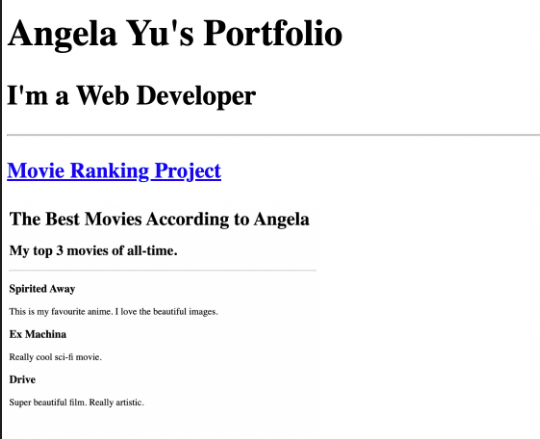 Angela Yu's Portfolio
I'm a Web Developer
Movie Ranking Project
The Best Movies According to Angela
My top 3 movies of all-time.
Spirited Away
This is my favourite anime. I love the beautiful images.
Ex Machina
Really cool sci-fi movie.
Drive
Super beautiful film. Really artistic.